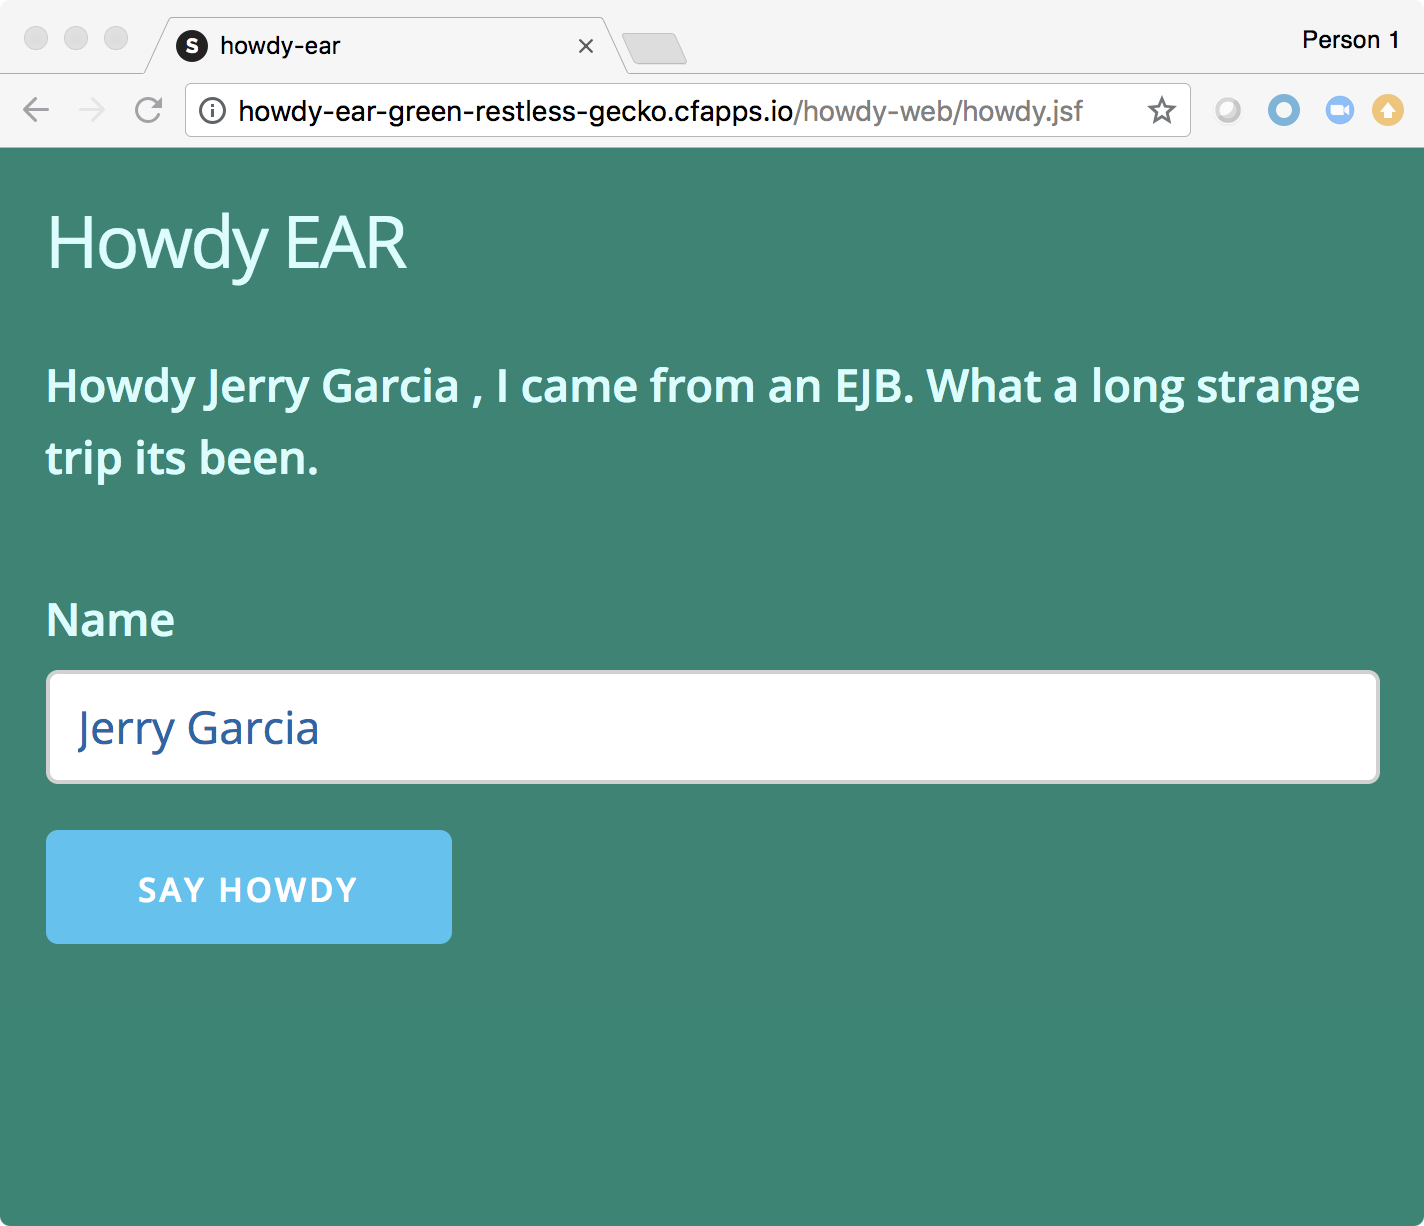 S howdy-ear
Person 1
howdy-ear-green-restless-gecko.cfapps.io/howdy-web/howdy.jsf
Howdy EAR
Howdy Jerry Garcia , I came from an EJB. What a long strange
trip its been.
Name
Jerry Garcia
SAY HOWDY